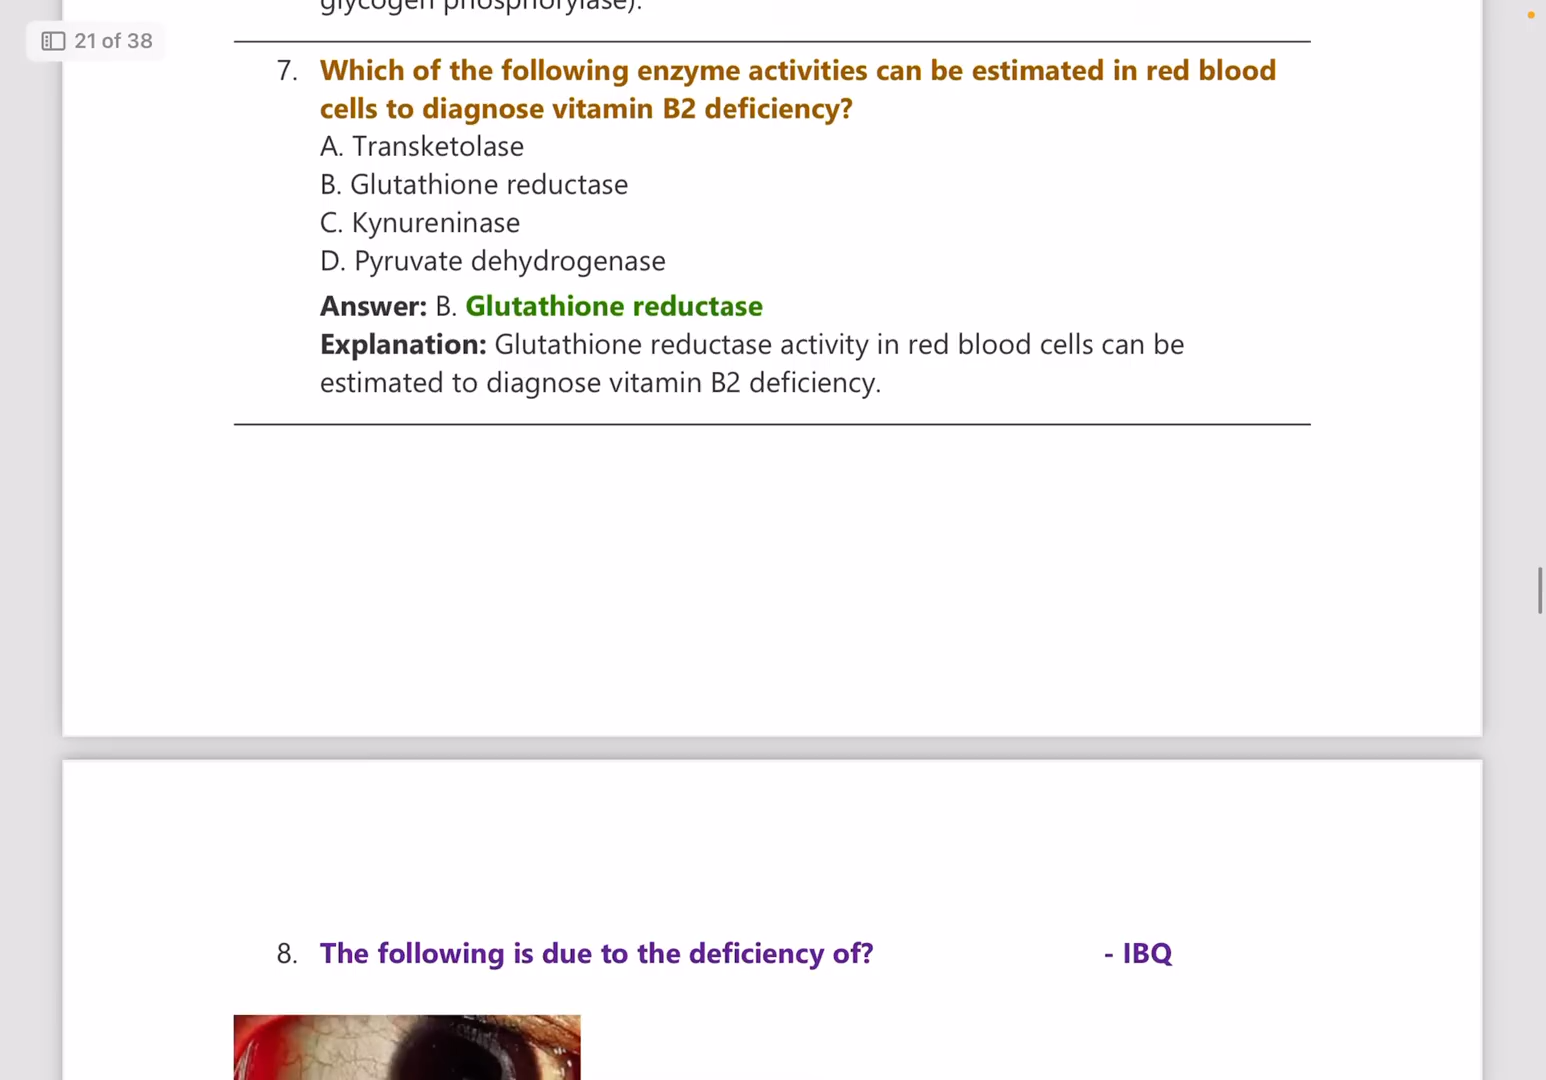 glycogen phosphorylase).
21 of 38
7. Which of the following enzyme activities can be estimated in red blood
cells to diagnose vitamin B2 deficiency?
A. Transketolase
B. Glutathione reductase
C. Kynureninase
D. Pyruvate dehydrogenase
Answer: B. Glutathione reductase
Explanation: Glutathione reductase activity in red blood cells can be
estimated to diagnose vitamin B2 deficiency.
8. The following is due to the deficiency of? - IBQ